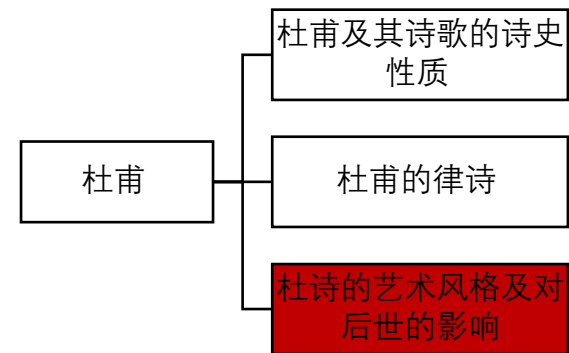 杜甫及其诗歌的诗史
性质
杜甫
杜甫的律诗
杜诗的艺术风格及对
后世的影响